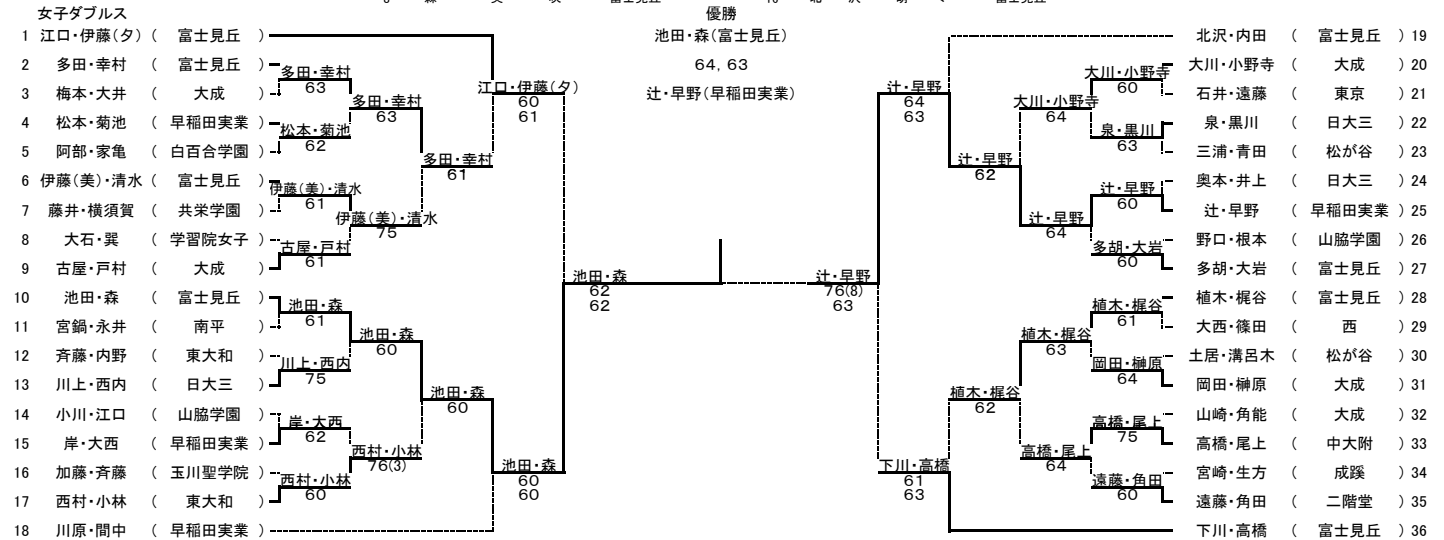 女子ダブルス
優勝
池田・森(富士見丘)
64, 63
辻・早野(早稲田実業)
1 江口・伊藤(夕) ( 富士見丘 )
2 多田・幸村 ( 富士見丘 )
3 梅本・大井 ( 大成 )
4 松本・菊池 ( 早稲田実業 )
5 阿部・家亀 ( 白百合学園 )
6 伊藤(美)・清水 ( 富士見丘 )
7 藤井・横須賀 ( 共栄学園 )
8 大石・巽 ( 学習院女子 )
9 古屋・戸村 ( 大成 )
10 池田・森 ( 富士見丘 )
11 宮鍋・永井 ( 南平 )
12 斉藤・内野 ( 東大和 )
13 川上・西内 ( 日大三 )
14 小川・江口 ( 山脇学園 )
15 岸・大西 ( 早稲田実業 )
16 加藤・斉藤 ( 玉川聖学院 )
17 西村・小林 ( 東大和 )
18 川原・間中 ( 早稲田実業 )
多田・幸村
63
松本・菊池
62
伊藤(美)・清水
61
古屋・戸村
61
池田・森
61
川上・西内
75
岸・大西
62
西村・小林
60
多田・幸村
63
伊藤(美)・清水
75
池田・森
60
西村・小林
76(3)
多田・幸村
61
池田・森
60
江口・伊藤(夕)
60
61
池田・森
60
60
池田・森
62
62
辻・早野
76(8)
63
辻・早野
64
63
下川・高橋
61
63
辻・早野
62
植木・梶谷
62
大川・小野寺
64
辻・早野
64
植木・梶谷
63
高橋・尾上
64
大川・小野寺
60
泉・黒川
63
辻・早野
60
多胡・大岩
60
植木・梶谷
61
岡田・榊原
64
高橋・尾上
75
遠藤・角田
60
北沢・内田 ( 富士見丘 ) 19
大川・小野寺 ( 大成 ) 20
石井・遠藤 ( 東京 ) 21
泉・黒川 ( 日大三 ) 22
三浦・青田 ( 松が谷 ) 23
奥本・井上 ( 日大三 ) 24
辻・早野 ( 早稲田実業 ) 25
野口・根本 ( 山脇学園 ) 26
多胡・大岩 ( 富士見丘 ) 27
植木・梶谷 ( 富士見丘 ) 28
大西・篠田 ( 西 ) 29
土居・溝呂木 ( 松が谷 ) 30
岡田・榊原 ( 大成 ) 31
山崎・角能 ( 大成 ) 32
高橋・尾上 ( 中大附 ) 33
宮崎・生方 ( 成蹊 ) 34
遠藤・角田 ( 二階堂 ) 35
下川・高橋 ( 富士見丘 ) 36